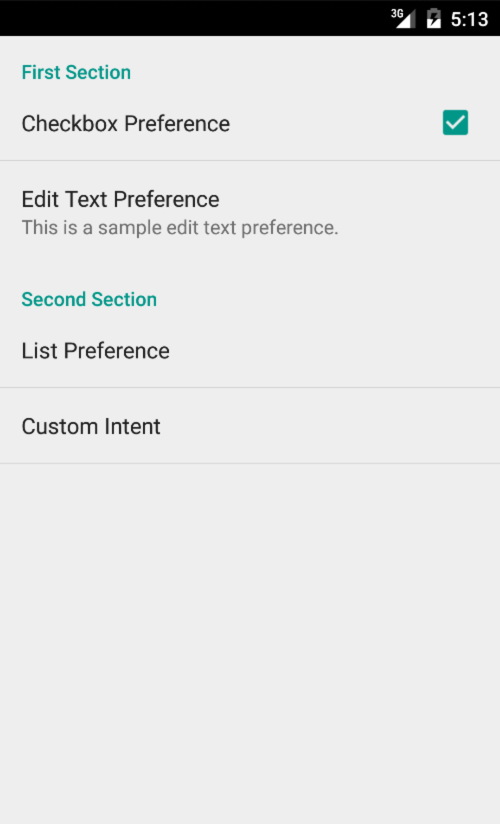 3G 5:13
First Section
Checkbox Preference
Edit Text Preference
This is a sample edit text preference.
Second Section
List Preference
Custom Intent